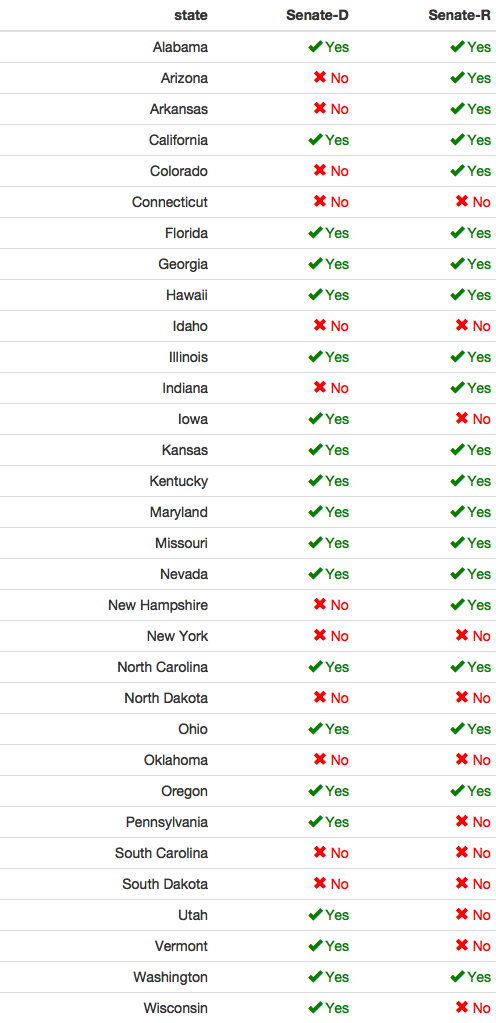 state Senate-D Senate-R
Alabama ✔ Yes ✔ Yes
Arizona ✖ No ✔ Yes
Arkansas ✖ No ✔ Yes
California ✔ Yes ✔ Yes
Colorado ✖ No ✔ Yes
Connecticut ✖ No ✖ No
Florida ✔ Yes ✔ Yes
Georgia ✔ Yes ✔ Yes
Hawaii ✔ Yes ✔ Yes
Idaho ✖ No ✖ No
Illinois ✔ Yes ✔ Yes
Indiana ✖ No ✔ Yes
Iowa ✔ Yes ✖ No
Kansas ✔ Yes ✔ Yes
Kentucky ✔ Yes ✔ Yes
Maryland ✔ Yes ✔ Yes
Missouri ✔ Yes ✔ Yes
Nevada ✔ Yes ✔ Yes
New Hampshire ✖ No ✔ Yes
New York ✖ No ✖ No
North Carolina ✔ Yes ✔ Yes
North Dakota ✖ No ✖ No
Ohio ✔ Yes ✔ Yes
Oklahoma ✖ No ✖ No
Oregon ✔ Yes ✔ Yes
Pennsylvania ✔ Yes ✖ No
South Carolina ✖ No ✖ No
South Dakota ✖ No ✖ No
Utah ✔ Yes ✖ No
Vermont ✔ Yes ✖ No
Washington ✔ Yes ✔ Yes
Wisconsin ✔ Yes ✖ No